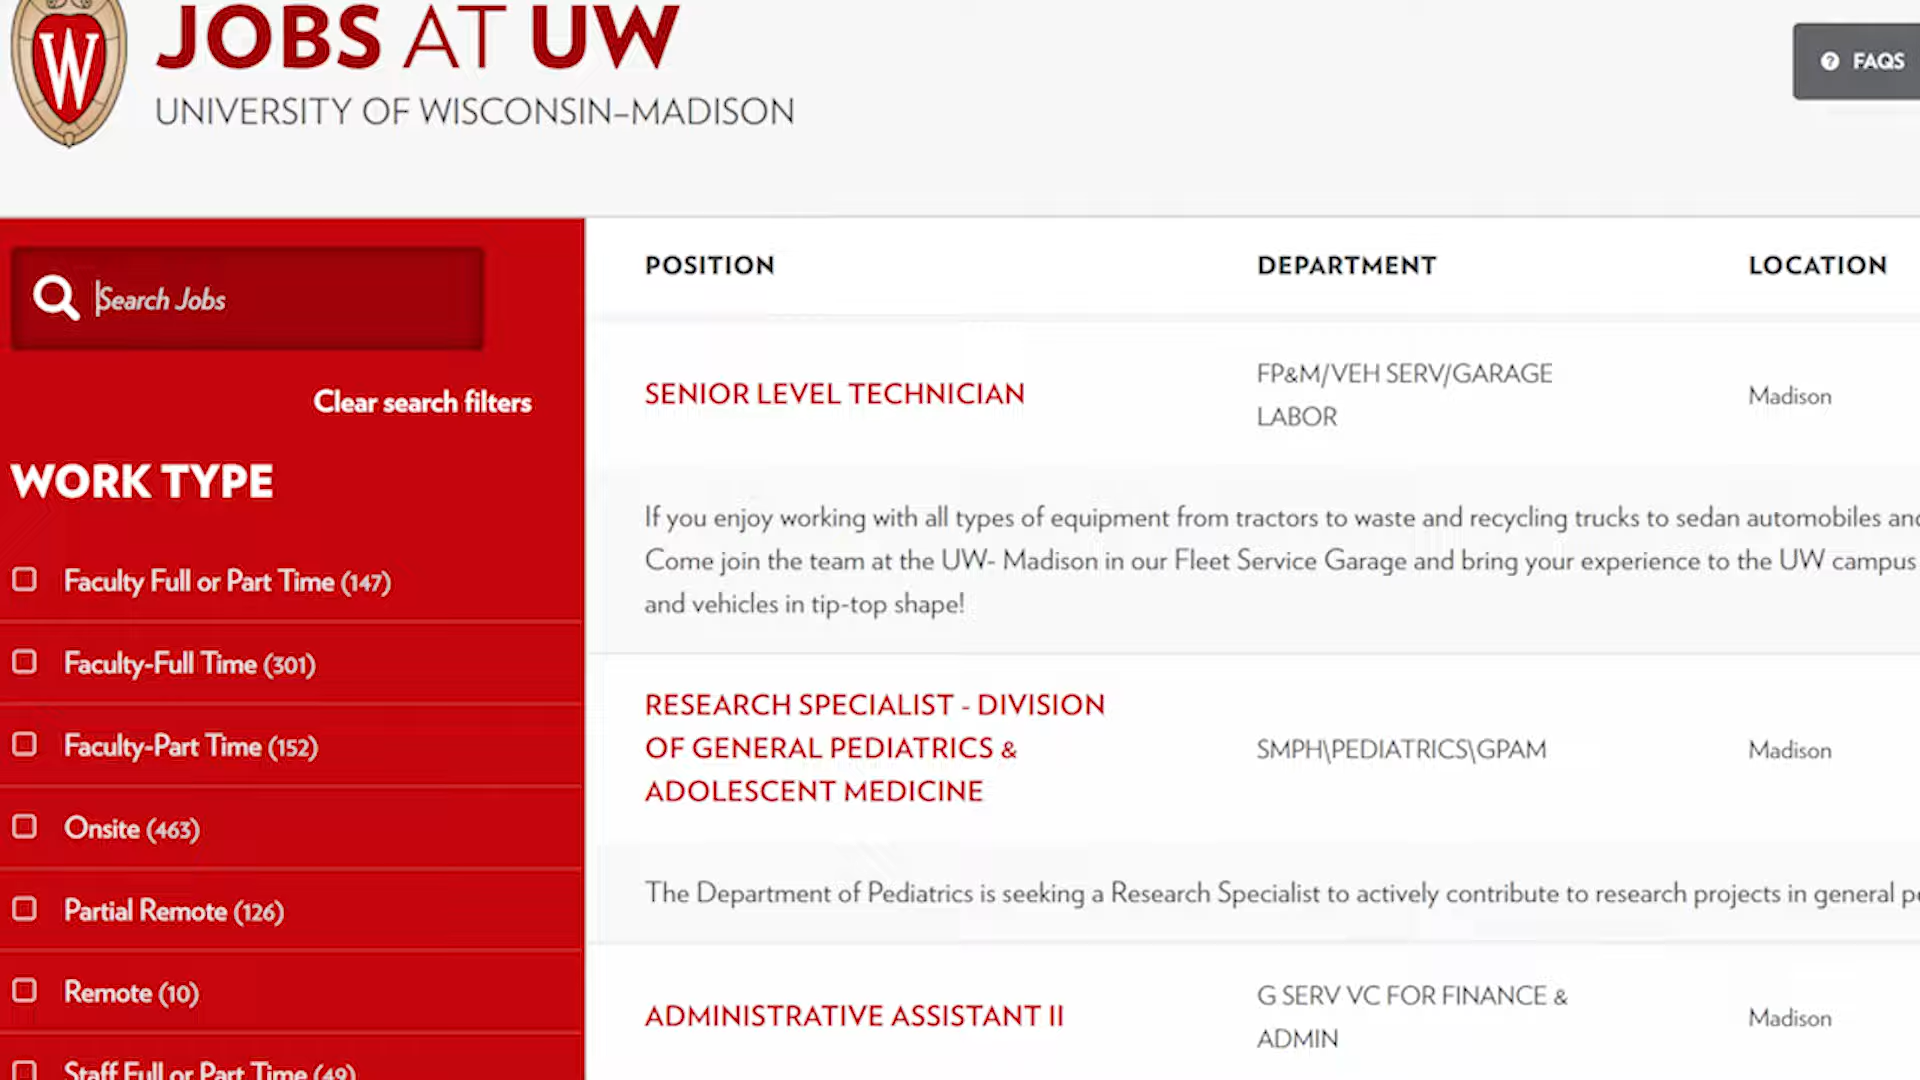 W
JOBS AT UW
UNIVERSITY OF WISCONSIN–MADISON
? FAQS
Search Jobs
Clear search filters
WORK TYPE
Faculty Full or Part Time (147)
Faculty-Full Time (301)
Faculty-Part Time (152)
Onsite (463)
Partial Remote (126)
Remote (10)
Staff Full or Part Time (49)
POSITION DEPARTMENT LOCATION
SENIOR LEVEL TECHNICIAN
FP&M/VEH SERV/GARAGE
LABOR
Madison
If you enjoy working with all types of equipment from tractors to waste and recycling trucks to sedan automobiles
Come join the team at the UW- Madison in our Fleet Service Garage and bring your experience to the UW campus
and vehicles in tip-top shape!
RESEARCH SPECIALIST - DIVISION
OF GENERAL PEDIATRICS &
ADOLESCENT MEDICINE
SMPH\PEDIATRICS\GPAM
Madison
The Department of Pediatrics is seeking a Research Specialist to actively contribute to research projects in general
ADMINISTRATIVE ASSISTANT II
G SERV VC FOR FINANCE &
ADMIN
Madison